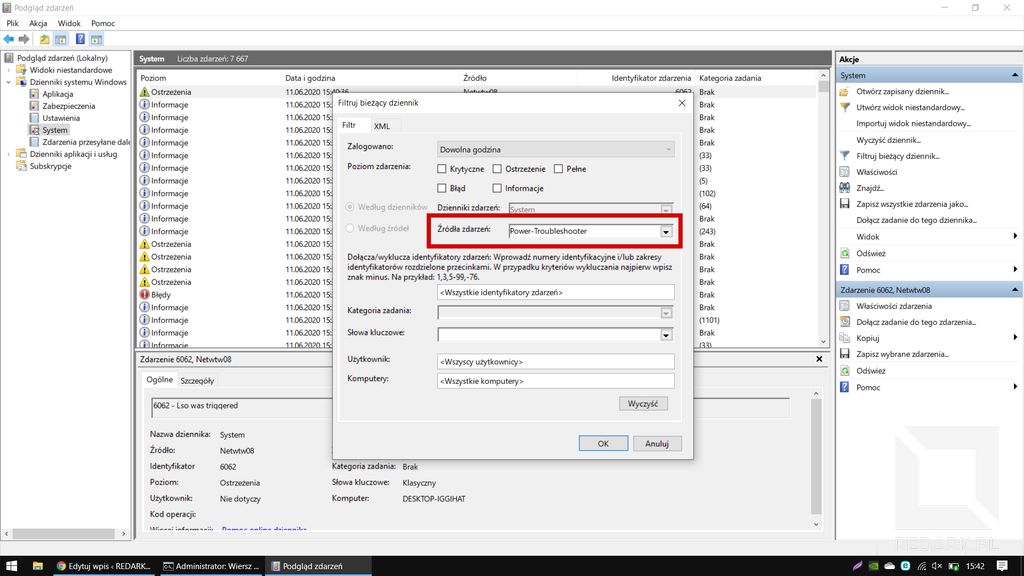 Podgląd zdarzeń
Plik Akcja Widok Pomoc
Podgląd zdarzeń (Lokalny)
Widoki niestandardowe
Dzienniki systemu Windows
Aplikacja
Zabezpieczenia
Ustawienia
System
Zdarzenia przesyłane dalej
Dzienniki aplikacji i usług
Subskrypcje
System Liczba zdarzeń: 7 667
Poziom Data i godzina Źródło Identyfikator zdarzenia Kategoria zadania
Ostrzeżenia 11.06.2020 15:40:36 Netwtw08 6062 Brak
Informacje 11.06.2020 15: Brak
Informacje 11.06.2020 15: Brak
Informacje 11.06.2020 15: Brak
Informacje 11.06.2020 15: (33)
Informacje 11.06.2020 15: (33)
Informacje 11.06.2020 15: (33)
Informacje 11.06.2020 15: (5)
Informacje 11.06.2020 15: (102)
Informacje 11.06.2020 15: (64)
Informacje 11.06.2020 15: Brak
Informacje 11.06.2020 15: (243)
Ostrzeżenia 11.06.2020 15: Brak
Ostrzeżenia 11.06.2020 15: Brak
Ostrzeżenia 11.06.2020 15: Brak
Ostrzeżenia 11.06.2020 15: Brak
Błędy 11.06.2020 15: Brak
Informacje 11.06.2020 15: Brak
Informacje 11.06.2020 15: (1101)
Informacje 11.06.2020 15: Brak
Informacje 11.06.2020 15: (33)
Filtruj bieżący dziennik
Filtr XML
Zalogowano: Dowolna godzina
Poziom zdarzenia: Krytyczne Ostrzeżenie Pełne
Błąd Informacje
Według dzienników Dzienniki zdarzeń: System
Według źródeł Źródła zdarzeń: Power-Troubleshooter
Dołącza/wyklucza identyfikatory zdarzeń: Wprowadź numery identyfikacyjne i/lub zakresy
identyfikatorów rozdzielone przecinkami. W przypadku kryteriów wykluczania najpierw wpisz
znak minus. Na przykład: 1,3,5-99,-76.
<Wszystkie identyfikatory zdarzeń>
Kategoria zadania:
Słowa kluczowe:
Użytkownik: <Wszyscy użytkownicy>
Komputery: <Wszystkie komputery>
Wyczyść
OK Anuluj
Zdarzenie 6062, Netwtw08
Ogólne Szczegóły
6062 - Lso was triggered
Nazwa dziennika: System
Źródło: Netwtw08
Identyfikator 6062 Kategoria zadania: Brak
Poziom: Ostrzeżenia Słowa kluczowe: Klasyczny
Użytkownik: Nie dotyczy Komputer: DESKTOP-IGGIHAT
Kod operacji:
Więcej informacji: Pomoc online dziennika
Akcje
System
Otwórz zapisany dziennik...
Utwórz widok niestandardowy...
Importuj widok niestandardowy...
Wyczyść dziennik...
Filtruj bieżący dziennik...
Właściwości
Znajdź...
Zapisz wszystkie zdarzenia jako...
Dołącz zadanie do tego dziennika...
Widok
Odśwież
Pomoc
Zdarzenie 6062, Netwtw08
Właściwości zdarzenia
Dołącz zadanie do tego zdarzenia...
Kopiuj
Zapisz wybrane zdarzenia...
Odśwież
Pomoc
REDARK.PL
Edytuj wpis ‹ REDARK... Administrator: Wiersz ... Podgląd zdarzeń 15:42